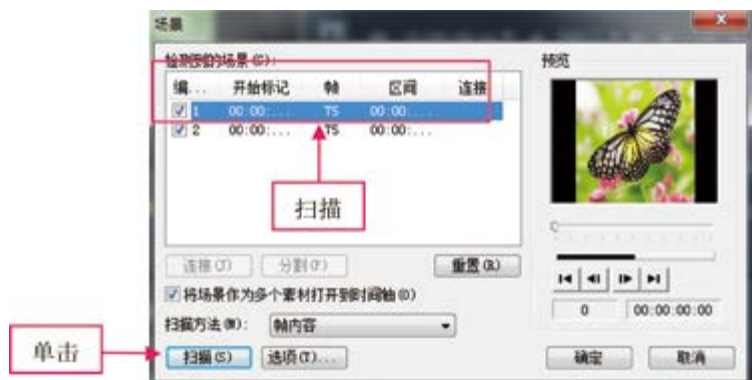 场景
检测到的场景(C):
编... 开始标记 帧 区间 连接
1 00:00:... TS 00:00:...
2 00:00:... TS 00:00:...
扫描
连接(J) 分割(P) 重置(R)
将场景作为多个素材打开到时间轴(O)
扫描方法(M): 帧内容
单击
扫描(S) 选项(T)...
预览
0 00:00:00:00
确定 取消